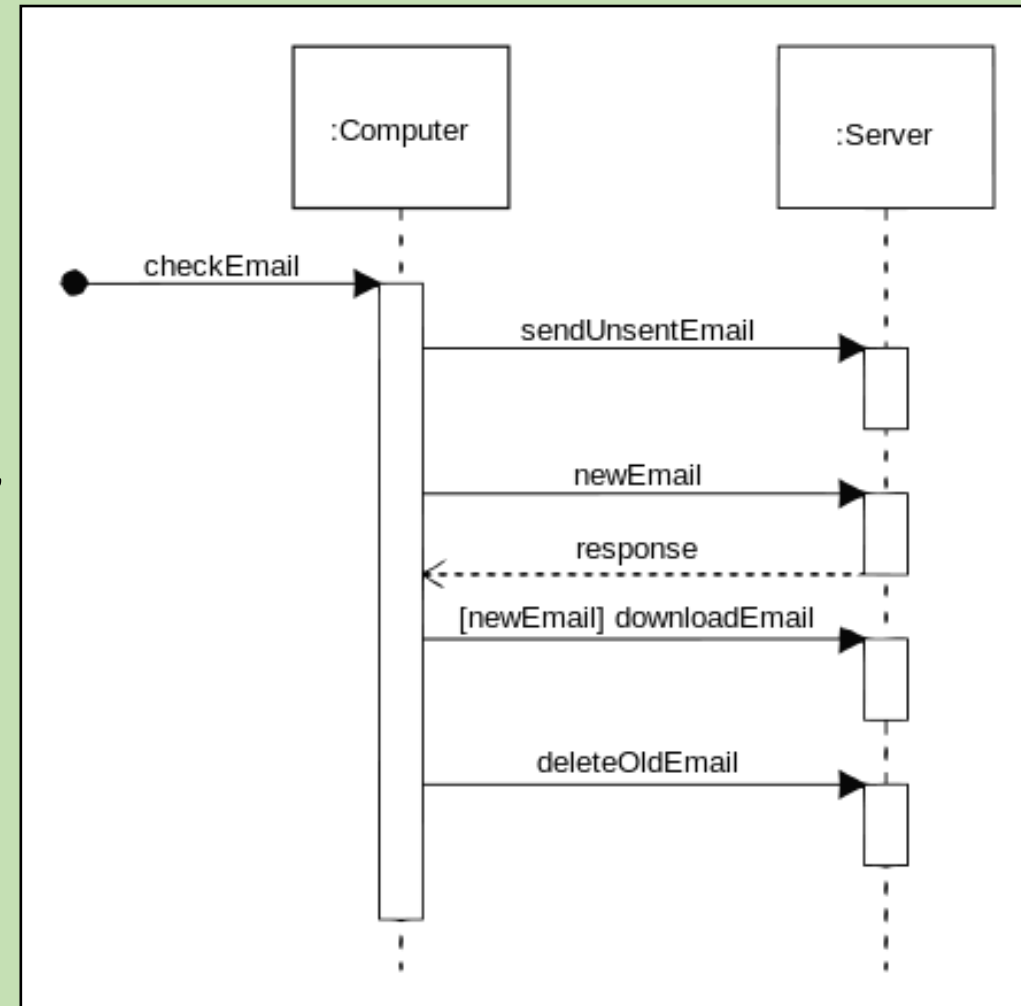 :Computer
:Server
checkEmail
sendUnsentEmail
newEmail
response
[newEmail] downloadEmail
deleteOldEmail